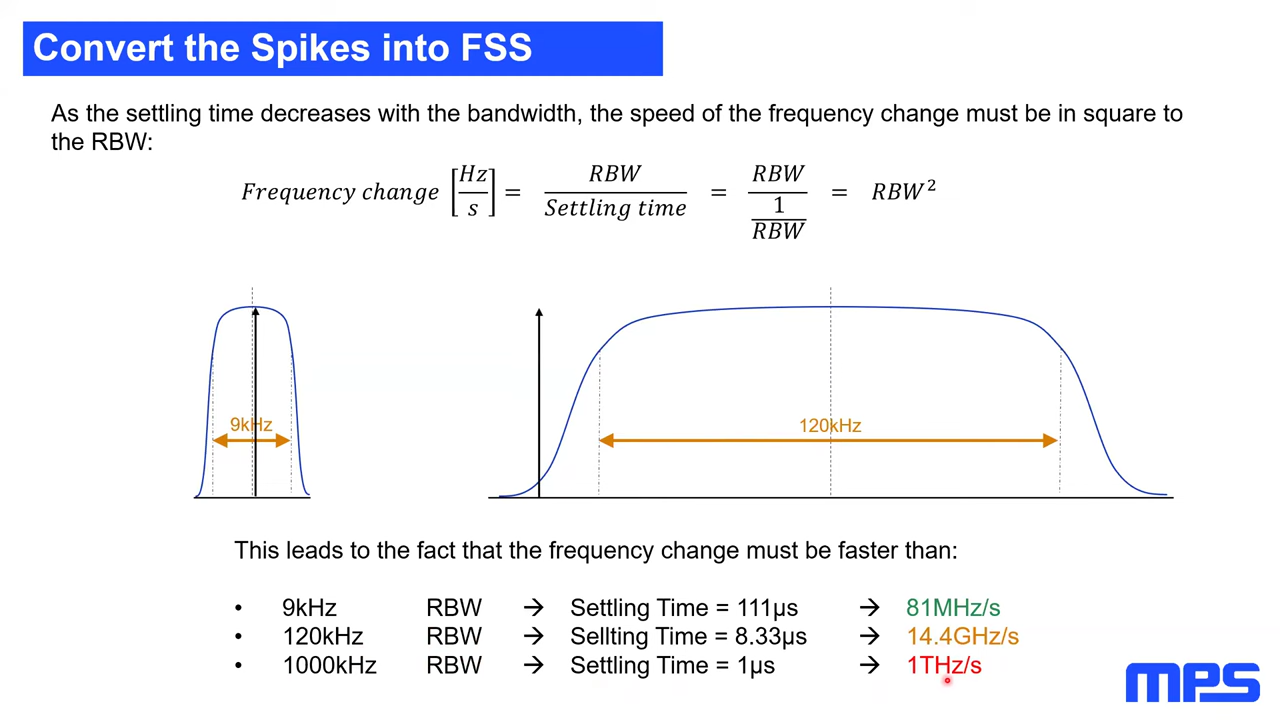 Convert the Spikes into FSS
As the settling time decreases with the bandwidth, the speed of the frequency change must be in square to
the RBW:
Frequency change [Hz/s] = RBW / Settling time = RBW / (1/RBW) = RBW²
9kHz
120kHz
This leads to the fact that the frequency change must be faster than:
• 9kHz RBW → Settling Time = 111µs → 81MHz/s
• 120kHz RBW → Sellting Time = 8.33µs → 14.4GHz/s
• 1000kHz RBW → Settling Time = 1µs → 1THz/s
mPS